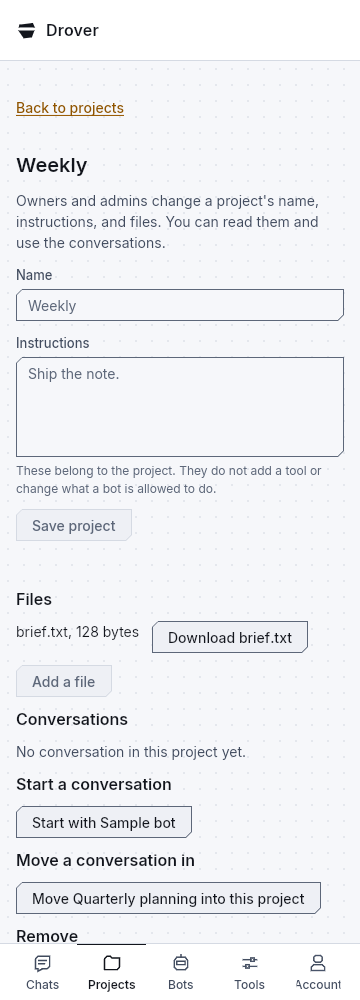 Drover
Back to projects
Weekly
Owners and admins change a project's name,
instructions, and files. You can read them and
use the conversations.
Name
Weekly
Instructions
Ship the note.
These belong to the project. They do not add a tool or
change what a bot is allowed to do.
Save project
Files
brief.txt, 128 bytes
Download brief.txt
Add a file
Conversations
No conversation in this project yet.
Start a conversation
Start with Sample bot
Move a conversation in
Move Quarterly planning into this project
Remove
Chats
Projects
Bots
Tools
Account